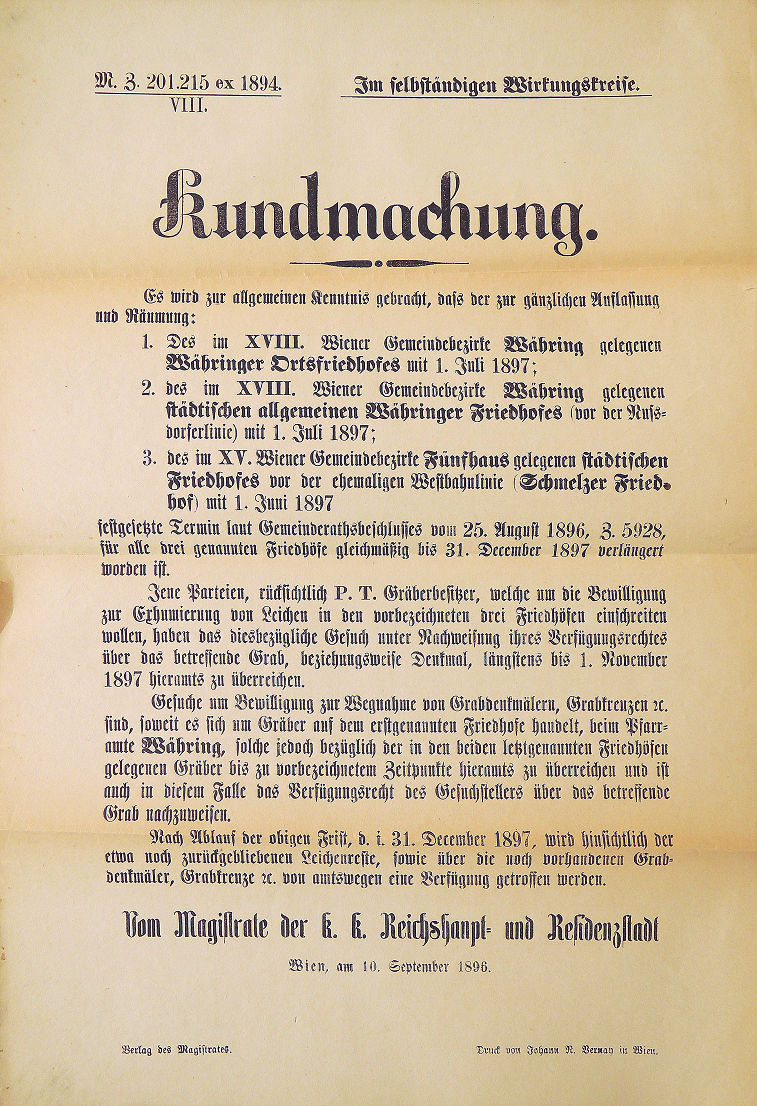 M. Z. 201.215 ex 1894.
VIII.
Im selbständigen Wirkungskreise.
Kundmachung.
Es wird zur allgemeinen Kenntnis gebracht, dass der zur gänzlichen Auflassung
und Räumung:
1. Des im XVIII. Wiener Gemeindebezirke Währing gelegenen
Währinger Ortsfriedhofes mit 1. Juli 1897;
2. des im XVIII. Wiener Gemeindebezirke Währing gelegenen
städtischen allgemeinen Währinger Friedhofes (vor der Nuss-
dorferlinie) mit 1. Juli 1897;
3. des im XV. Wiener Gemeindebezirke Fünfhaus gelegenen städtischen
Friedhofes vor der ehemaligen Westbahnlinie (Schmelzer Fried-
hof) mit 1. Juni 1897
festgesetzte Termin laut Gemeinderathsbeschlusses vom 25. August 1896, Z. 5928,
für alle drei genannten Friedhöfe gleichmäßig bis 31. December 1897 verlängert
worden ist.
Jene Parteien, rücksichtlich P. T. Gräberbesitzer, welche um die Bewilligung
zur Exhumierung von Leichen in den vorbezeichneten drei Friedhöfen einschreiten
wollen, haben das diesbezügliche Gesuch unter Nachweisung ihres Verfügungsrechtes
über das betreffende Grab, beziehungsweise Denkmal, längstens bis 1. November
1897 hieramts zu überreichen.
Gesuche um Bewilligung zur Wegnahme von Grabdenkmälern, Grabkreuzen ꝛc.
sind, soweit es sich um Gräber auf dem erstgenannten Friedhofe handelt, beim Pfarr-
amte Währing, solche jedoch bezüglich der in den beiden letztgenannten Friedhöfen
gelegenen Gräber bis zu vorbezeichnetem Zeitpunkte hieramts zu überreichen und ist
auch in diesem Falle das Verfügungsrecht des Gesuchstellers über das betreffende
Grab nachzuweisen.
Nach Ablauf der obigen Frist, d. i. 31. December 1897, wird hinsichtlich der
etwa noch zurückgebliebenen Leichenreste, sowie über die noch vorhandenen Grab-
denkmäler, Grabkreuze ꝛc. von amtswegen eine Verfügung getroffen werden.
Vom Magistrate der k. k. Reichshaupt- und Residenzstadt
Wien, am 10. September 1896.
Verlag des Magistrates.
Druck von Johann N. Vernay in Wien.